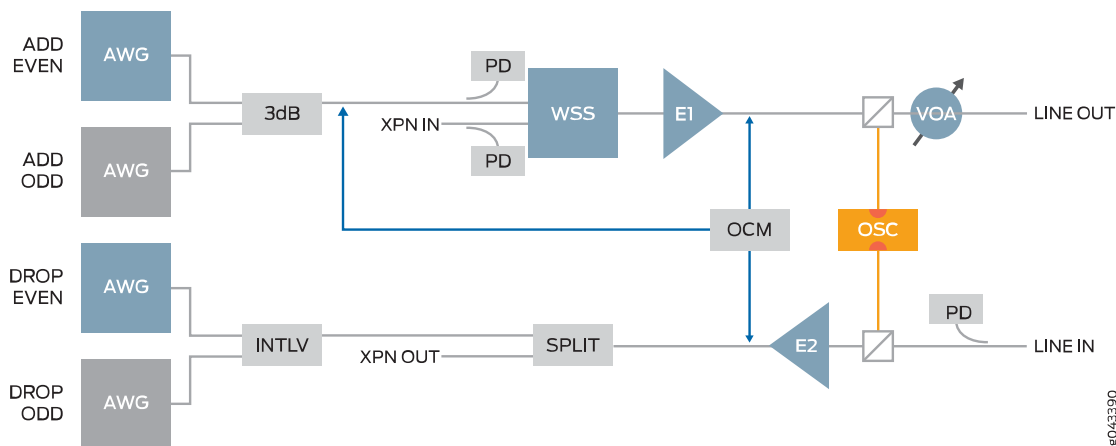 ADD
EVEN
AWG
PD
3dB
XPN IN
WSS
E1
VOA
LINE OUT
PD
ADD
ODD
AWG
OCM
OSC
DROP
EVEN
AWG
PD
INTLV
XPN OUT
SPLIT
E2
LINE IN
DROP
ODD
AWG
g043390